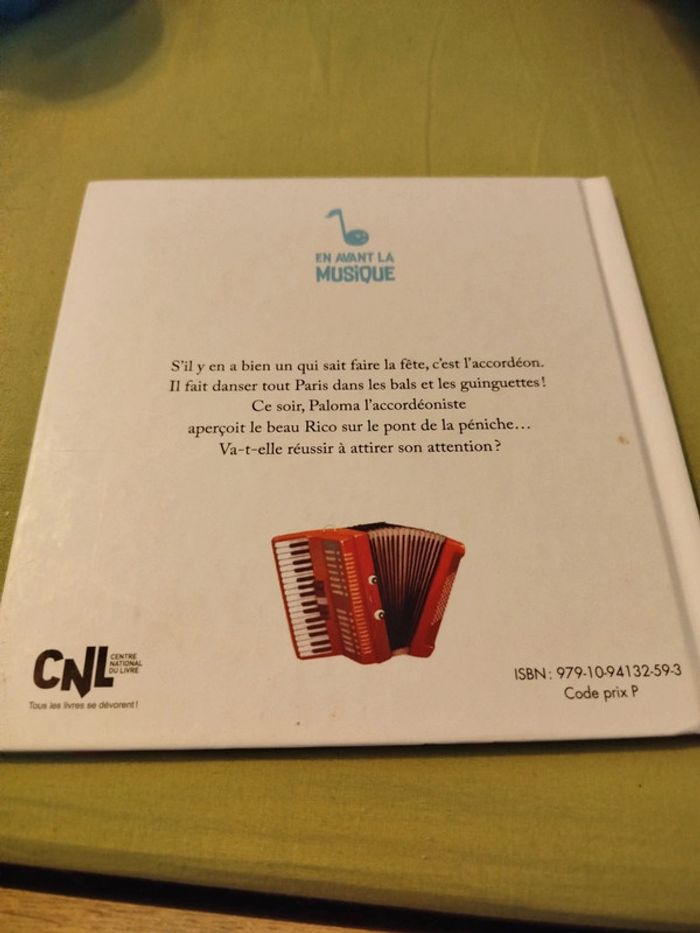 EN AVANT LA
MUSIQUE
S'il y en a bien un qui sait faire la fête, c'est l'accordéon.
Il fait danser tout Paris dans les bals et les guinguettes !
Ce soir, Paloma l'accordéoniste
aperçoit le beau Rico sur le pont de la péniche...
Va-t-elle réussir à attirer son attention ?
CNL CENTRE
NATIONAL
DU LIVRE
Tous les livres se dévorent !
ISBN : 979-10-94132-59-3
Code prix P